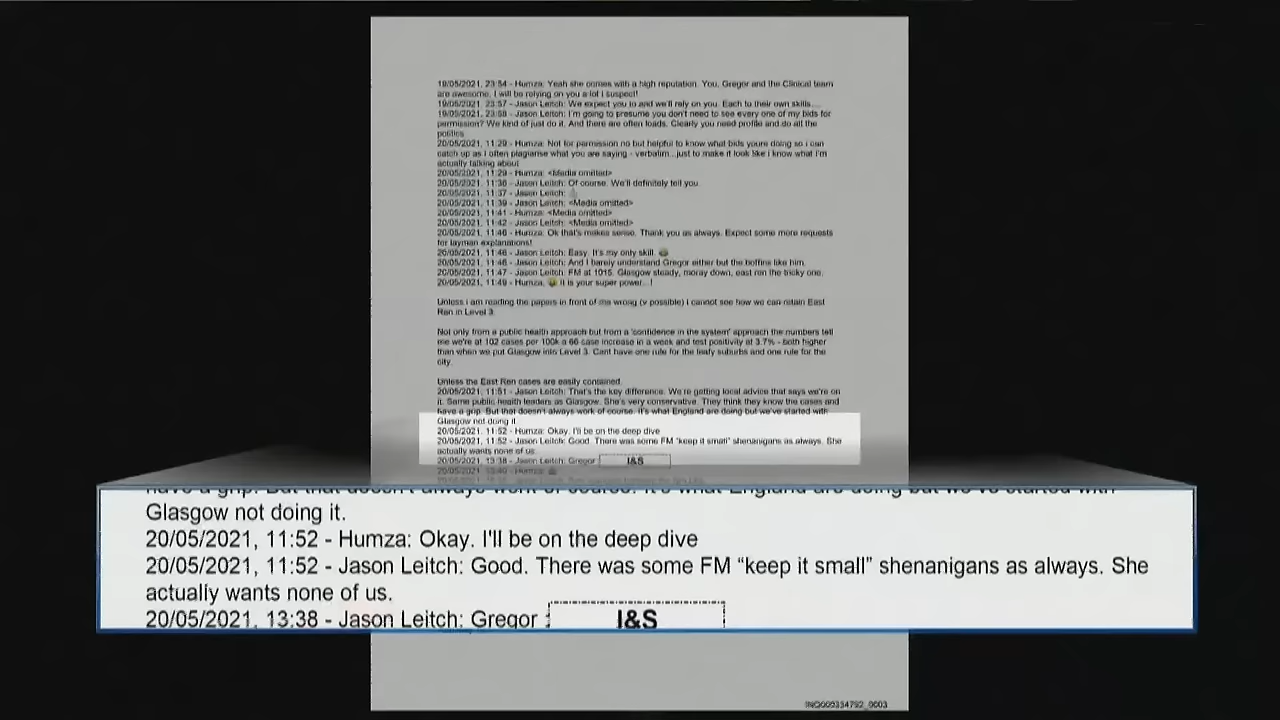 19/05/2021, 23:54 - Humza: Yeah she comes with a high reputation. You, Gregor and the Clinical team
are awesome. I will be relying on you a lot I suspect!
19/05/2021, 23:57 - Jason Leitch: We expect you to and we'll rely on you. Each to their own skills....
19/05/2021, 23:58 - Jason Leitch: I'm going to presume you don't need to see every one of my bids for
permission? We kind of just do it. And there are often loads. Clearly you need profile and do all the
politics
20/05/2021, 11:29 - Humza: Not for permission no but helpful to know what bids youre doing so i can
catch up as I often plagiarise what you are saying - verbatim...just to make it look like i know what I'm
actually talking about
20/05/2021, 11:29 - Humza: <Media omitted>
20/05/2021, 11:36 - Jason Leitch: Of course. We'll definitely tell you
20/05/2021, 11:37 - Jason Leitch:
20/05/2021, 11:39 - Jason Leitch: <Media omitted>
20/05/2021, 11:41 - Humza: <Media omitted>
20/05/2021, 11:42 - Jason Leitch: <Media omitted>
20/05/2021, 11:46 - Humza: Ok that's makes sense. Thank you as always. Expect some more requests
for layman explanations!
20/05/2021, 11:46 - Jason Leitch: Easy. It's my only skill.
20/05/2021, 11:46 - Jason Leitch: And I barely understand Gregor either but the boffins like him.
20/05/2021, 11:47 - Jason Leitch: FM at 1015. Glasgow steady, moray down, east ren the tricky one.
20/05/2021, 11:49 - Humza: It is your super power...!
Unless i am reading the papers in front of me wrong (v possible) I cannot see how we can retain East
Ren in Level 3.
Not only from a public health approach but from a 'confidence in the system' approach the numbers tell
me we're at 102 cases per 100k a 66 case increase in a week and test positivity at 3.7% - both higher
than when we put Glasgow into Level 3. Cant have one rule for the leafy suburbs and one rule for the
city.
Unless the East Ren cases are easily contained.
20/05/2021, 11:51 - Jason Leitch: That's the key difference. We're getting local advice that says we're on
it. Same public health leaders as Glasgow. She's very conservative. They think they know the cases and
have a grip. But that doesn't always work of course. It's what England are doing but we've started with
Glasgow not doing it.
20/05/2021, 11:52 - Humza: Okay. I'll be on the deep dive
20/05/2021, 11:52 - Jason Leitch: Good. There was some FM "keep it small" shenanigans as always. She
actually wants none of us.
20/05/2021, 13:38 - Jason Leitch: Gregor I&S
20/05/2021, 13:40 - Humza:
have a grip. But that doesn't always work of course. It's what England are doing but we've started with
Glasgow not doing it.
20/05/2021, 11:52 - Humza: Okay. I'll be on the deep dive
20/05/2021, 11:52 - Jason Leitch: Good. There was some FM “keep it small” shenanigans as always. She
actually wants none of us.
20/05/2021, 13:38 - Jason Leitch: Gregor I&S
INQ000334792_0003